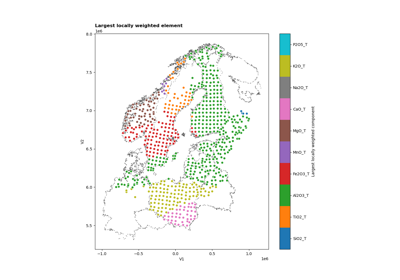 Largest locally weighted element
1e6
6.0
7.5
7.0
6.5
6.0
5.5
V2
−1.0
−0.5
0.0
0.5
1.0
1e6
V1
P2O5_T
K2O_T
Na2O_T
CaO_T
MgO_T
MnO_T
Fe2O3_T
Al2O3_T
TiO2_T
SiO2_T
Largest locally weighted component